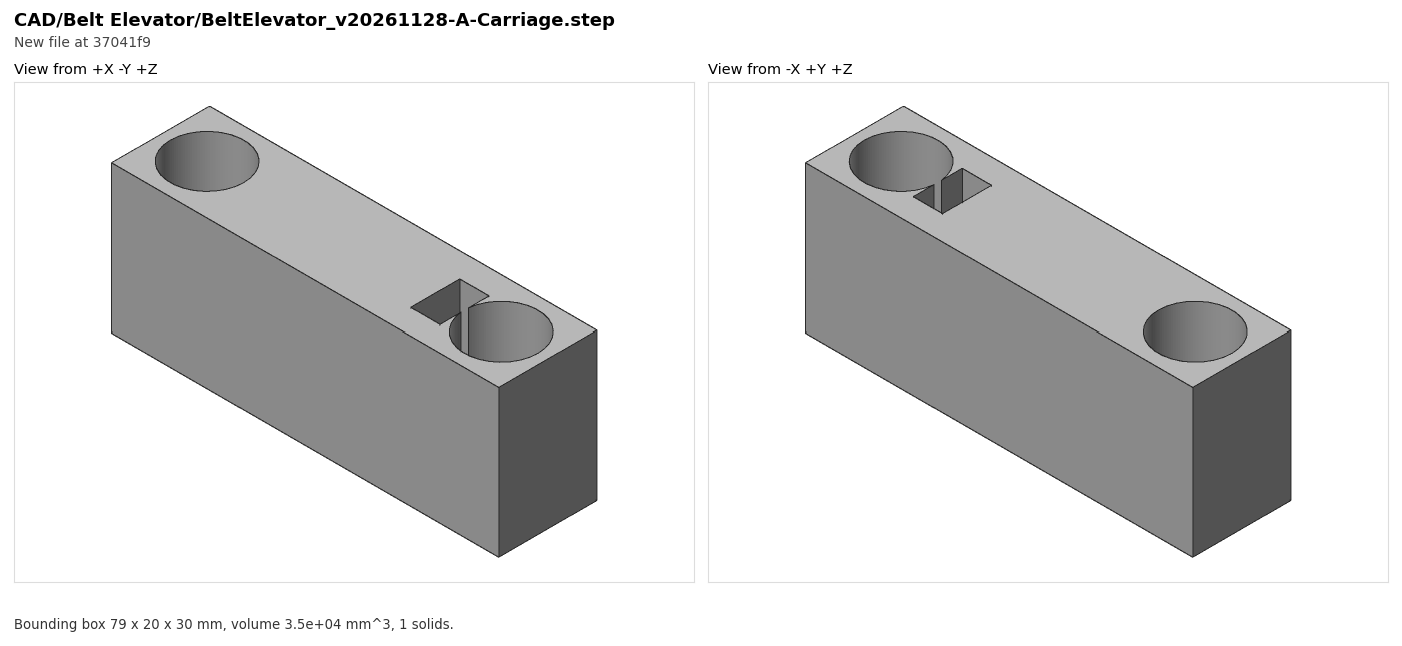 CAD/Belt Elevator/BeltElevator_v20261128-A-Carriage.step
New file at 37041f9
View from +X -Y +Z
View from -X +Y +Z
Bounding box 79 x 20 x 30 mm, volume 3.5e+04 mm^3, 1 solids.